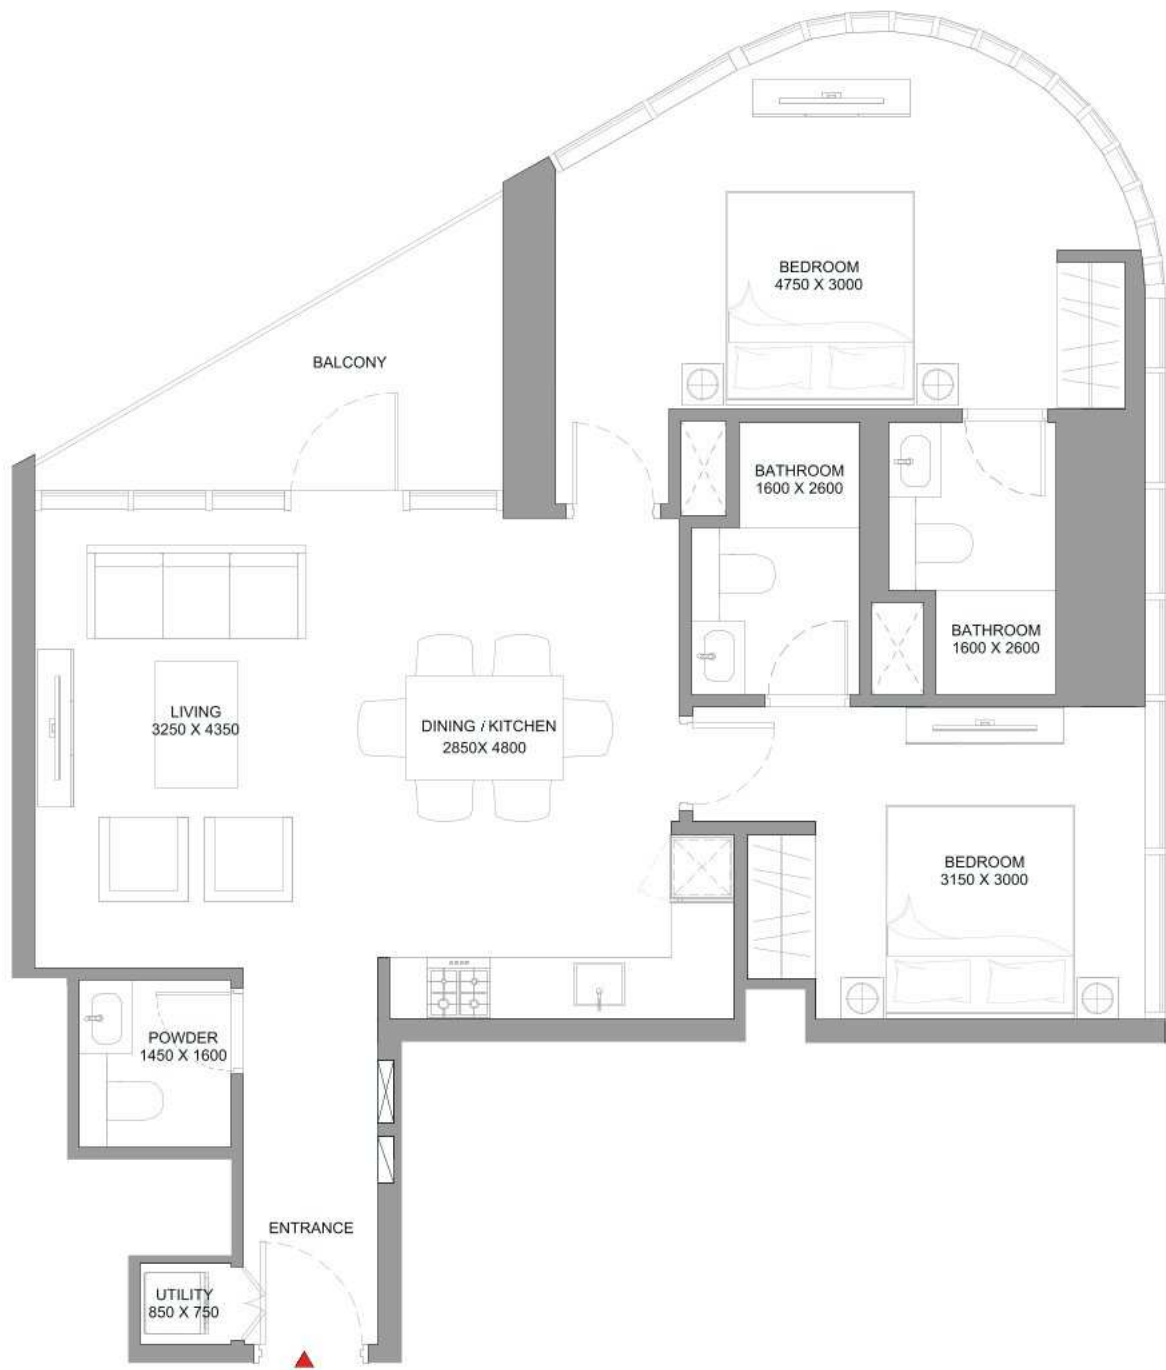 BEDROOM
4750 X 3000
BALCONY
BATHROOM
1600 X 2600
BATHROOM
1600 X 2600
LIVING
3250 X 4350
DINING / KITCHEN
2850X 4800
BEDROOM
3150 X 3000
POWDER
1450 X 1600
ENTRANCE
UTILITY
850 X 750